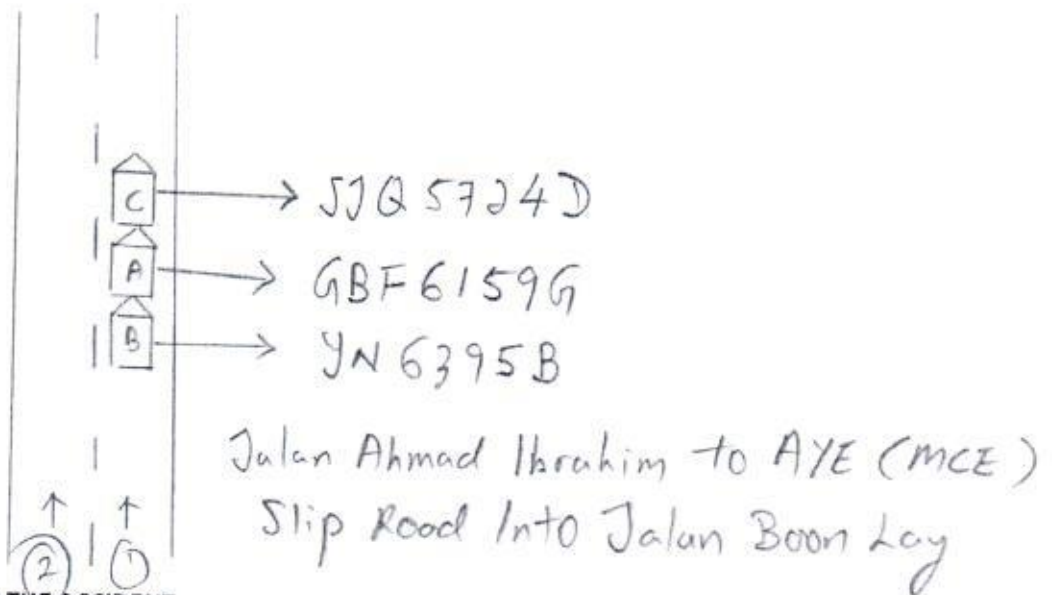 C
SJQ5724D
A
GBF6159G
B
YN6395B
Jalan Ahmad Ibrahim to AYE (MCE)
Slip Road Into Jalan Boon Lay
2 1